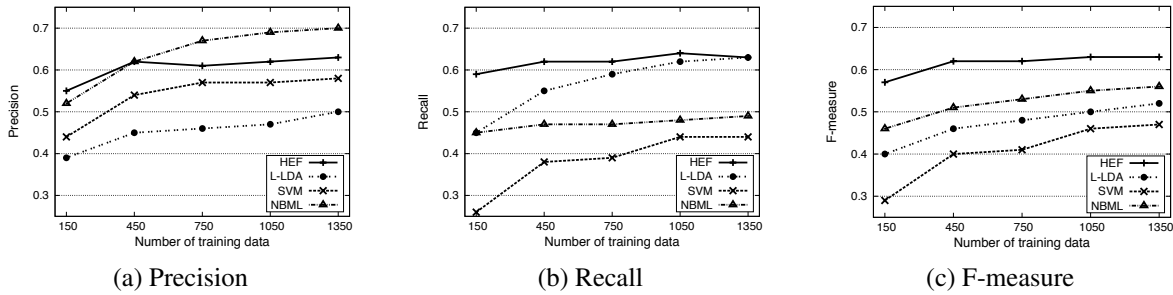 0.7
0.6
0.5
0.4
0.3
Precision
HEF
L-LDA
SVM
NBML
150 450 750 1050 1350
Number of training data
(a) Precision
0.7
0.6
0.5
0.4
0.3
Recall
HEF
L-LDA
SVM
NBML
150 450 750 1050 1350
Number of training data
(b) Recall
0.7
0.6
0.5
0.4
0.3
F-measure
HEF
L-LDA
SVM
NBML
150 450 750 1050 1350
Number of training data
(c) F-measure